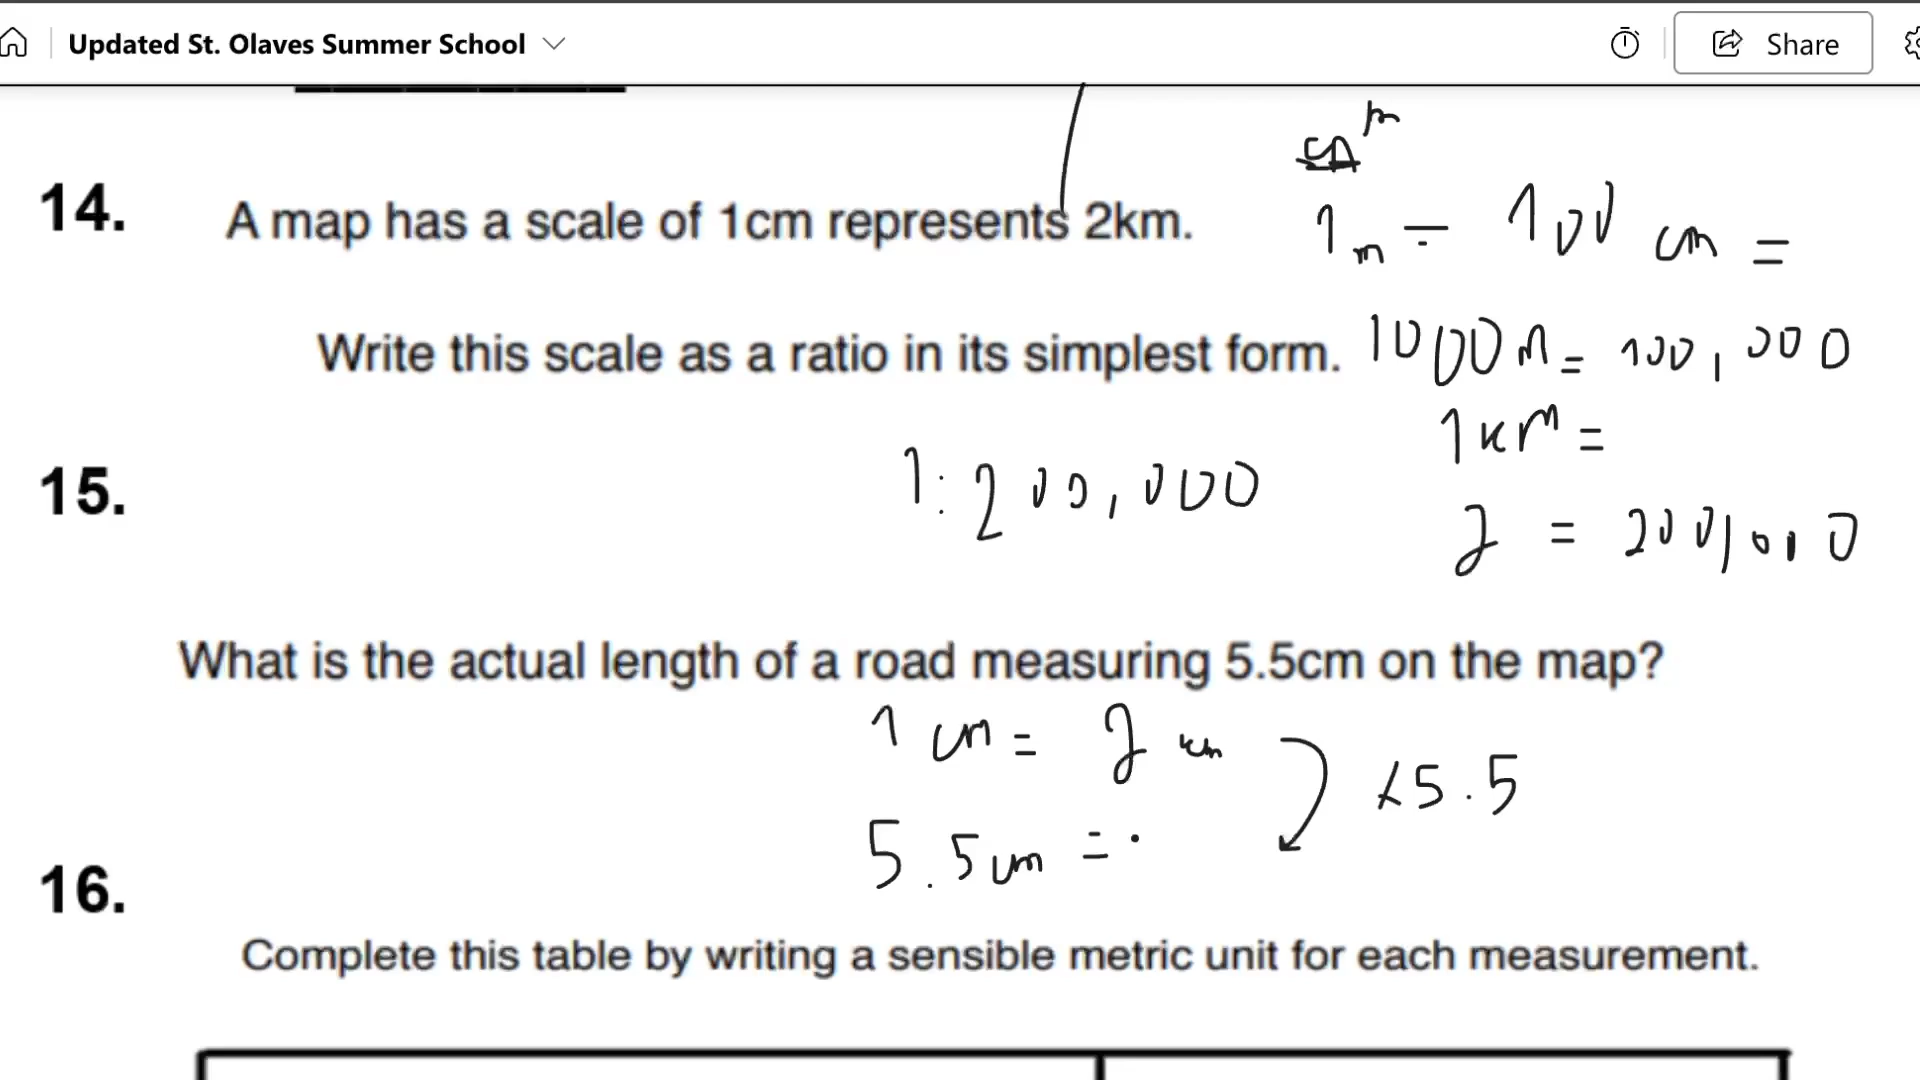 Updated St. Olaves Summer School
Share
m
14.
A map has a scale of 1cm represents 2km.
1m = 100 cm =
Write this scale as a ratio in its simplest form.
1000m = 100,000
1km =
15.
1:200,000
2 = 200,000
What is the actual length of a road measuring 5.5cm on the map?
1 cm = 2 km
×5.5
5.5cm =
16.
Complete this table by writing a sensible metric unit for each measurement.